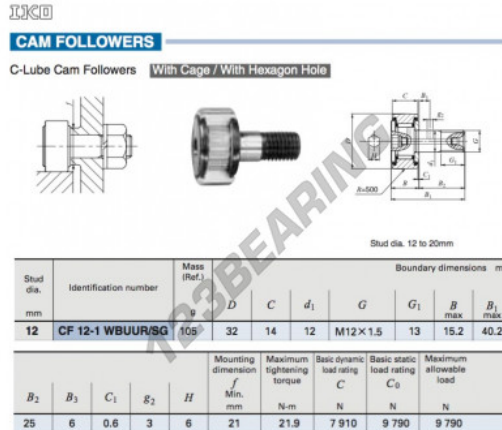 IKO
CAM FOLLOWERS
C-Lube Cam Followers With Cage / With Hexagon Hole
C B₃
R=500
B B₂
B₁
Stud dia. 12 to 20mm
123BEARING
Stud dia. mm Identification number Mass (Ref.) g Boundary dimensions m
D C d₁ G G₁ B max B₁ max
12 CF 12-1 WBUUR/SG 105 32 14 12 M12×1.5 13 15.2 40.2
B₂ B₃ C₁ g₂ H Mounting dimension f Min. mm Maximum tightening torque N-m Basic dynamic load rating C N Basic static load rating C₀ N Maximum allowable load N
25 6 0.6 3 6 21 21.9 7 910 9 790 9 790